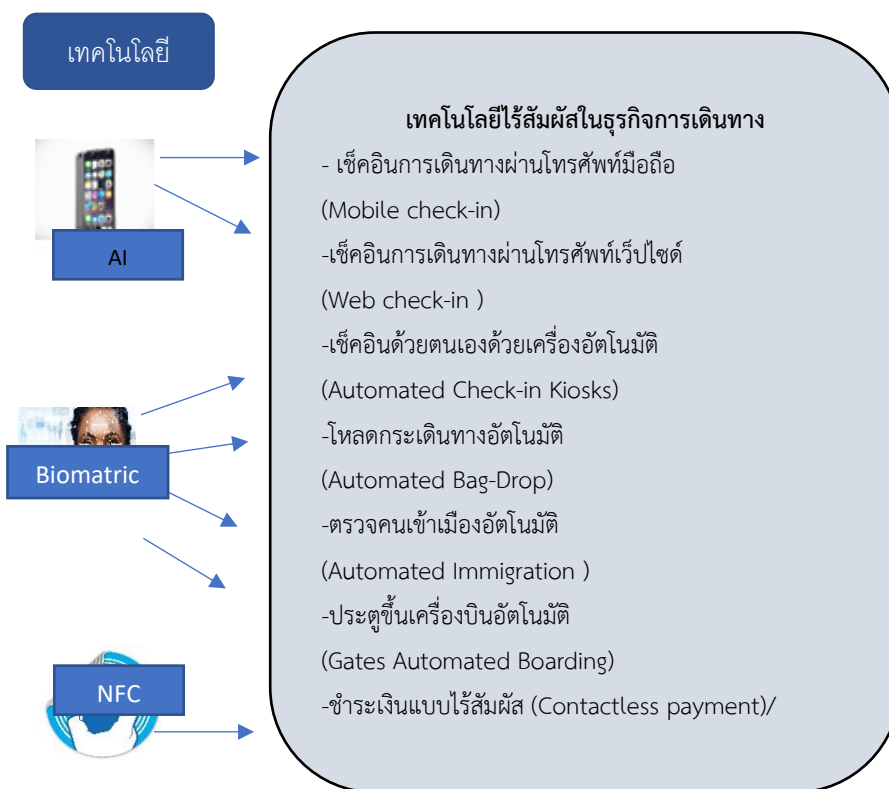 เทคโนโลยี
AI
Biomatric
NFC
เทคโนโลยีไร้สัมผัสในธุรกิจการเดินทาง
- เช็คอินการเดินทางผ่านโทรศัพท์มือถือ
(Mobile check-in)
-เช็คอินการเดินทางผ่านโทรศัพท์เว็ปไซด์
(Web check-in )
-เช็คอินด้วยตนเองด้วยเครื่องอัตโนมัติ
(Automated Check-in Kiosks)
-โหลดกระเดินทางอัตโนมัติ
(Automated Bag-Drop)
-ตรวจคนเข้าเมืองอัตโนมัติ
(Automated Immigration )
-ประตูขึ้นเครื่องบินอัตโนมัติ
(Gates Automated Boarding)
-ชำระเงินแบบไร้สัมผัส (Contactless payment)/